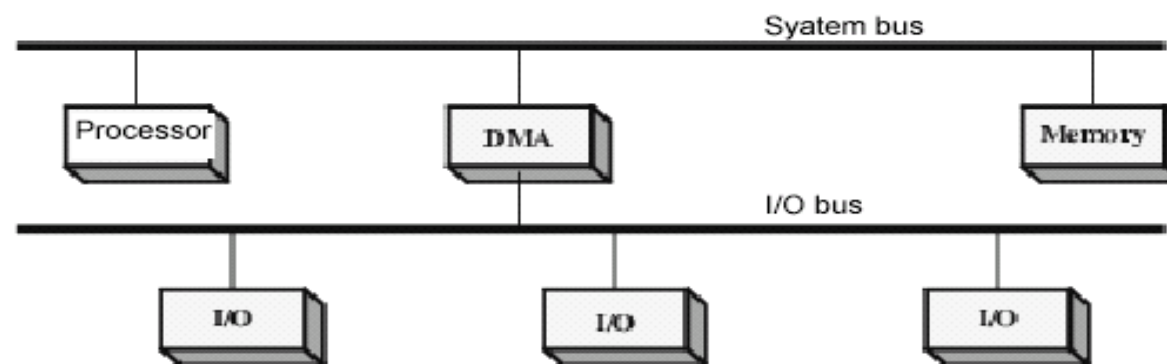 Syatem bus
Processor
DMA
Memory
I/O bus
I/O
I/O
I/O